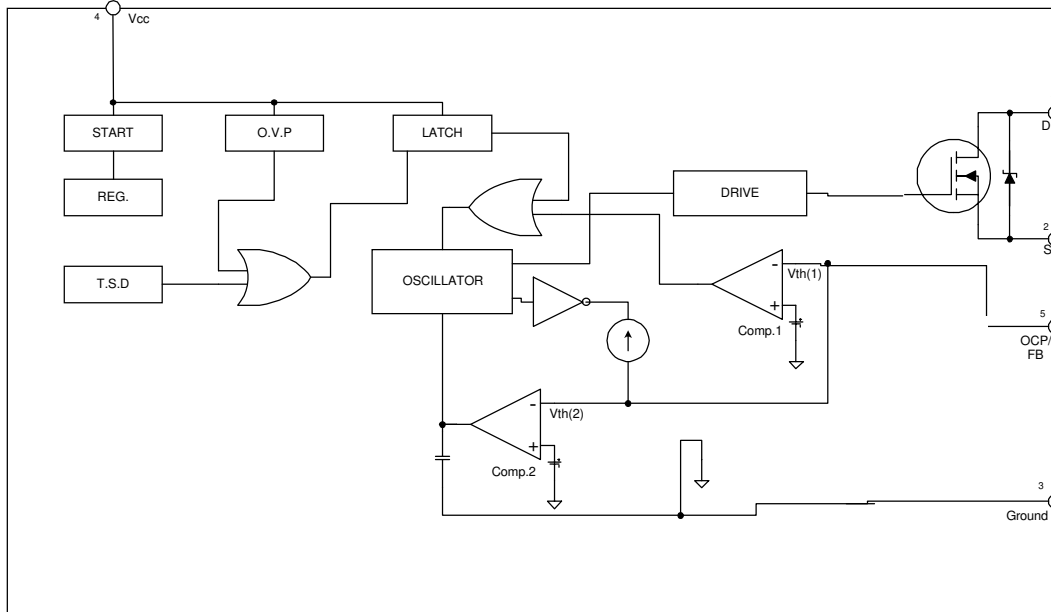 4
Vcc
START
O.V.P
LATCH
D
REG.
DRIVE
2
S
T.S.D
OSCILLATOR
-
Vth(1)
+
Comp.1
5
OCP/
FB
-
Vth(2)
+
Comp.2
3
Ground